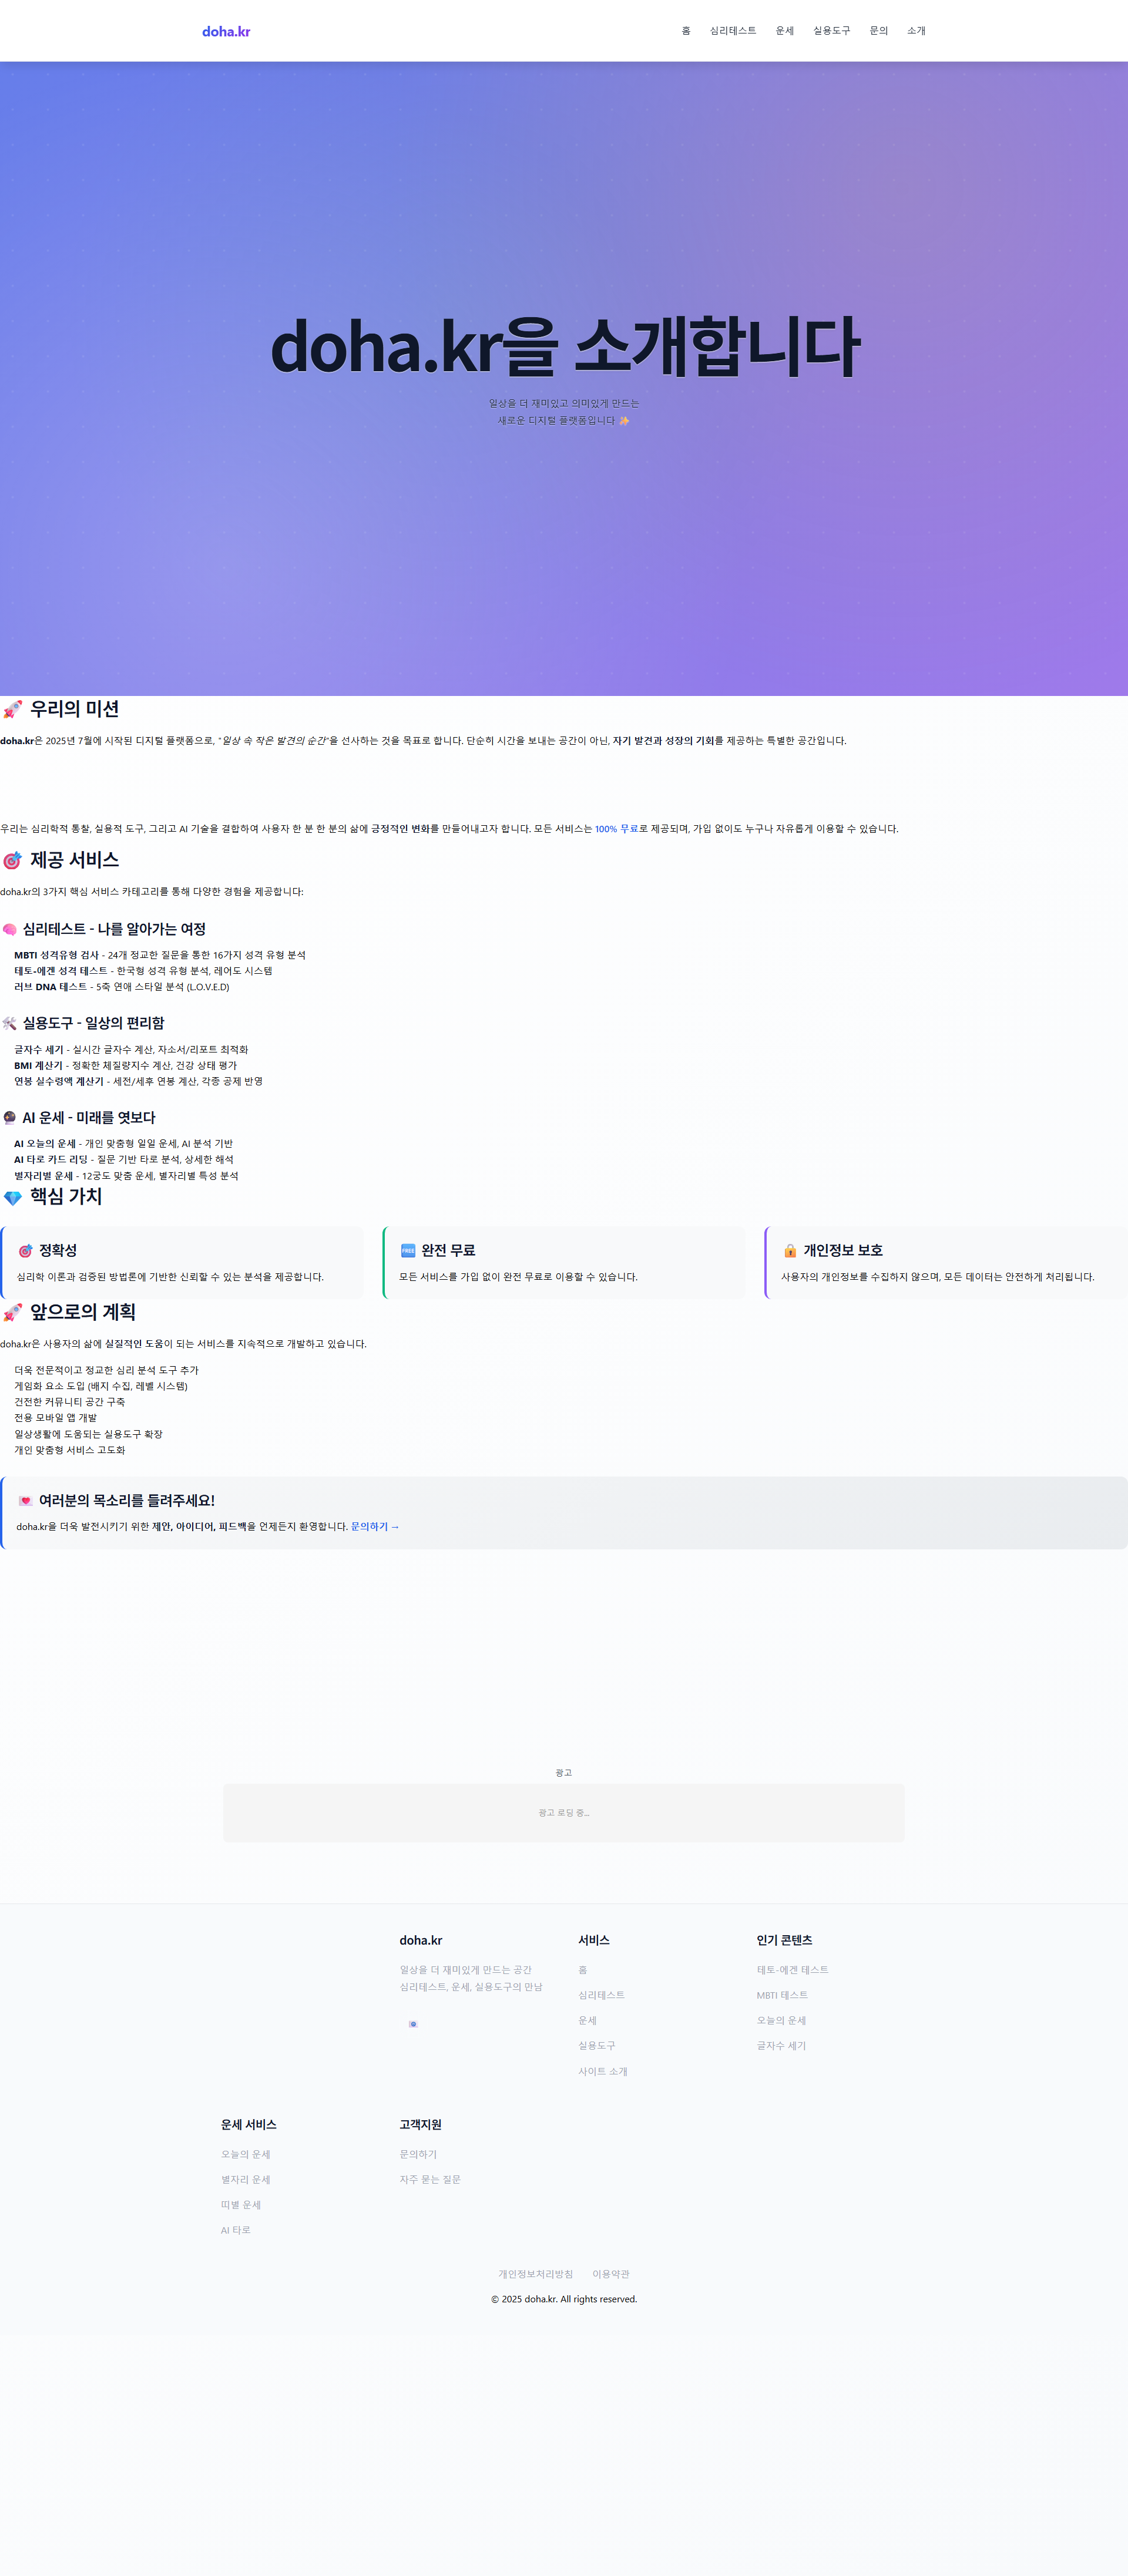 doha.kr
홈 심리테스트 운세 실용도구 문의 소개
doha.kr을 소개합니다
일상을 더 재미있고 의미있게 만드는
새로운 디지털 플랫폼입니다 ✨
🚀 우리의 미션
doha.kr은 2025년 7월에 시작된 디지털 플랫폼으로, "일상 속 작은 발견의 순간"을 선사하는 것을 목표로 합니다. 단순히 시간을 보내는 공간이 아닌, 자기 발견과 성장의 기회를 제공하는 특별한 공간입니다.
우리는 심리학적 통찰, 실용적 도구, 그리고 AI 기술을 결합하여 사용자 한 분 한 분의 삶에 긍정적인 변화를 만들어내고자 합니다. 모든 서비스는 100% 무료로 제공되며, 가입 없이도 누구나 자유롭게 이용할 수 있습니다.
🎯 제공 서비스
doha.kr의 3가지 핵심 서비스 카테고리를 통해 다양한 경험을 제공합니다:
🧠 심리테스트 - 나를 알아가는 여정
MBTI 성격유형 검사 - 24개 정교한 질문을 통한 16가지 성격 유형 분석
테토-에겐 성격 테스트 - 한국형 성격 유형 분석, 레어도 시스템
러브 DNA 테스트 - 5축 연애 스타일 분석 (L.O.V.E.D)
🛠️ 실용도구 - 일상의 편리함
글자수 세기 - 실시간 글자수 계산, 자소서/리포트 최적화
BMI 계산기 - 정확한 체질량지수 계산, 건강 상태 평가
연봉 실수령액 계산기 - 세전/세후 연봉 계산, 각종 공제 반영
🔮 AI 운세 - 미래를 엿보다
AI 오늘의 운세 - 개인 맞춤형 일일 운세, AI 분석 기반
AI 타로 카드 리딩 - 질문 기반 타로 분석, 상세한 해석
별자리별 운세 - 12궁도 맞춤 운세, 별자리별 특성 분석
💎 핵심 가치
🎯 정확성
심리학 이론과 검증된 방법론에 기반한 신뢰할 수 있는 분석을 제공합니다.
🆓 완전 무료
모든 서비스를 가입 없이 완전 무료로 이용할 수 있습니다.
🔒 개인정보 보호
사용자의 개인정보를 수집하지 않으며, 모든 데이터는 안전하게 처리됩니다.
🚀 앞으로의 계획
doha.kr은 사용자의 삶에 실질적인 도움이 되는 서비스를 지속적으로 개발하고 있습니다.
더욱 전문적이고 정교한 심리 분석 도구 추가
게임화 요소 도입 (배지 수집, 레벨 시스템)
건전한 커뮤니티 공간 구축
전용 모바일 앱 개발
일상생활에 도움되는 실용도구 확장
개인 맞춤형 서비스 고도화
💌 여러분의 목소리를 들려주세요!
doha.kr을 더욱 발전시키기 위한 제안, 아이디어, 피드백을 언제든지 환영합니다. 문의하기 →
광고
광고 로딩 중...
doha.kr
일상을 더 재미있게 만드는 공간
심리테스트, 운세, 실용도구의 만남
서비스
홈
심리테스트
운세
실용도구
사이트 소개
인기 콘텐츠
테토-에겐 테스트
MBTI 테스트
오늘의 운세
글자수 세기
운세 서비스
오늘의 운세
별자리 운세
띠별 운세
AI 타로
고객지원
문의하기
자주 묻는 질문
개인정보처리방침 이용약관
© 2025 doha.kr. All rights reserved.